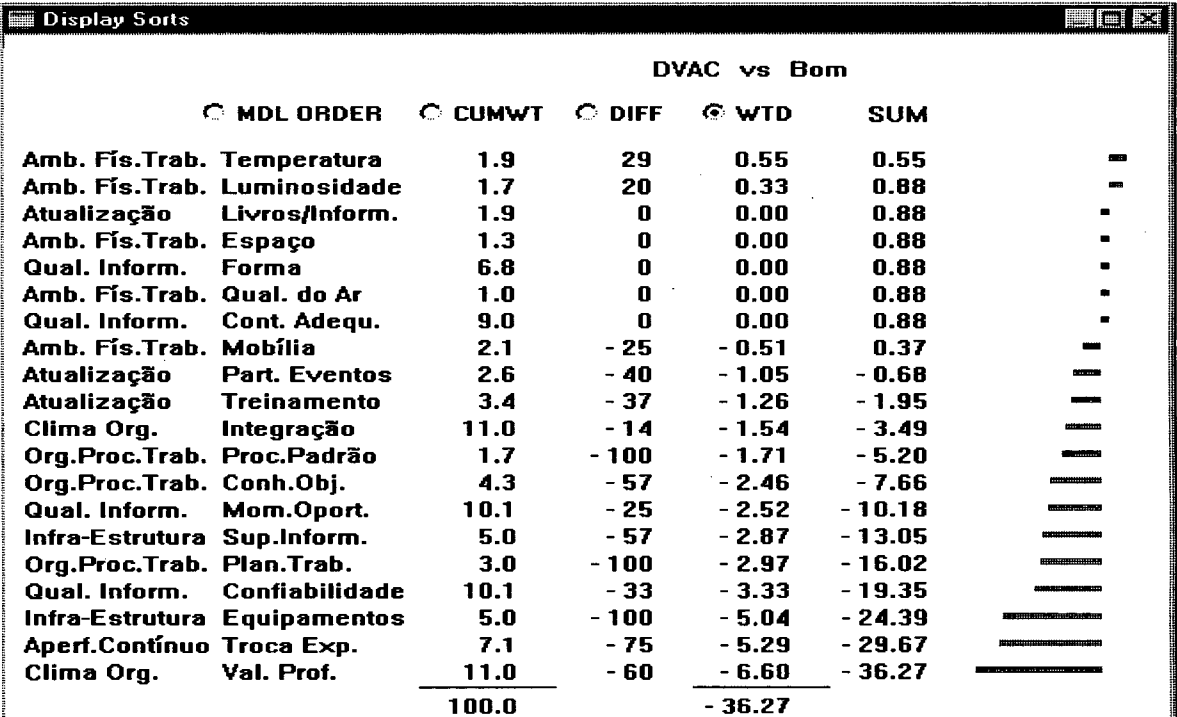 Display Sorts
DVAC vs Bom
MDL ORDER CUMWT DIFF WTD SUM
Amb. Fís.Trab. Temperatura 1.9 29 0.55 0.55
Amb. Fís.Trab. Luminosidade 1.7 20 0.33 0.88
Atualização Livros/Inform. 1.9 0 0.00 0.88
Amb. Fís.Trab. Espaço 1.3 0 0.00 0.88
Qual. Inform. Forma 6.8 0 0.00 0.88
Amb. Fís.Trab. Qual. do Ar 1.0 0 0.00 0.88
Qual. Inform. Cont. Adequ. 9.0 0 0.00 0.88
Amb. Fís.Trab. Mobília 2.1 - 25 - 0.51 0.37
Atualização Part. Eventos 2.6 - 40 - 1.05 - 0.68
Atualização Treinamento 3.4 - 37 - 1.26 - 1.95
Clima Org. Integração 11.0 - 14 - 1.54 - 3.49
Org.Proc.Trab. Proc.Padrão 1.7 - 100 - 1.71 - 5.20
Org.Proc.Trab. Conh.Obj. 4.3 - 57 - 2.46 - 7.66
Qual. Inform. Mom.Oport. 10.1 - 25 - 2.52 - 10.18
Infra-Estrutura Sup.Inform. 5.0 - 57 - 2.87 - 13.05
Org.Proc.Trab. Plan.Trab. 3.0 - 100 - 2.97 - 16.02
Qual. Inform. Confiabilidade 10.1 - 33 - 3.33 - 19.35
Infra-Estrutura Equipamentos 5.0 - 100 - 5.04 - 24.39
Aperf.Contínuo Troca Exp. 7.1 - 75 - 5.29 - 29.67
Clima Org. Val. Prof. 11.0 - 60 - 6.60 - 36.27
100.0 - 36.27